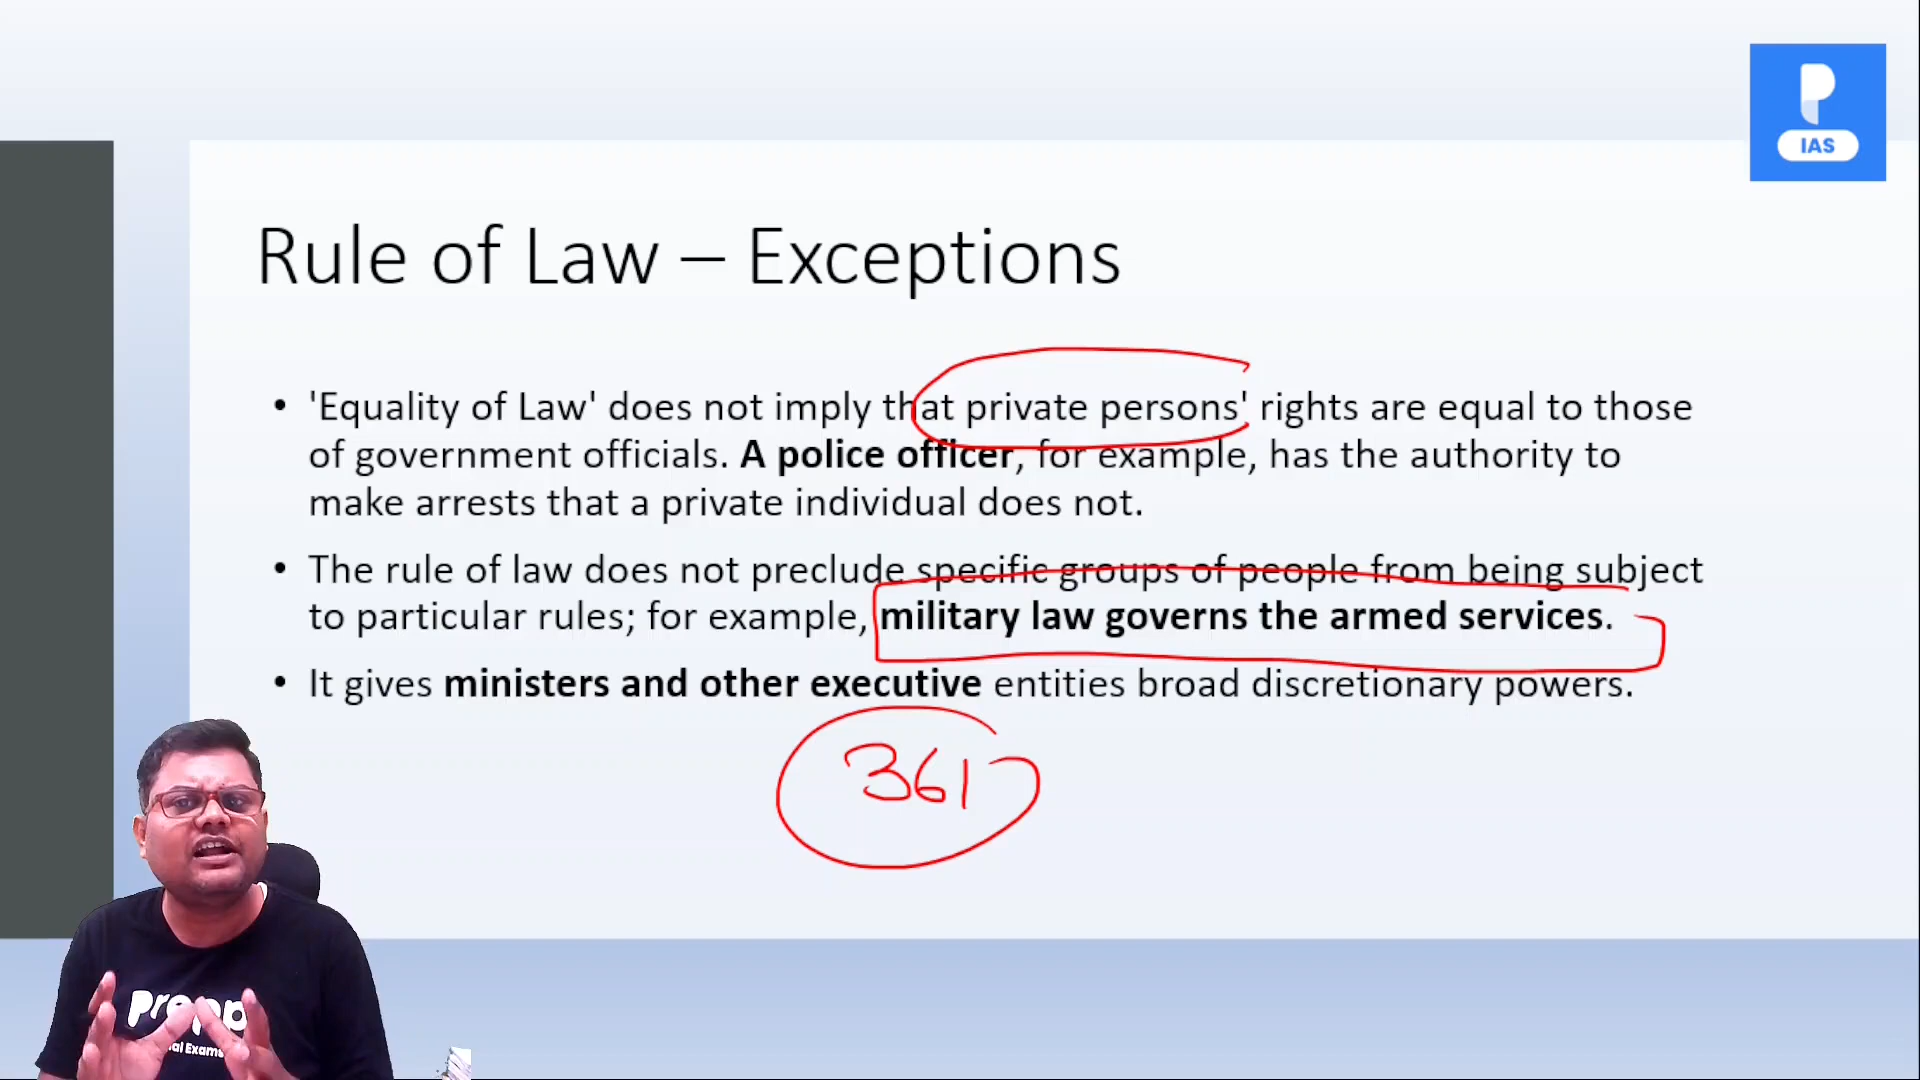 IAS
Rule of Law – Exceptions
• 'Equality of Law' does not imply that private persons' rights are equal to those
of government officials. A police officer, for example, has the authority to
make arrests that a private individual does not.
• The rule of law does not preclude specific groups of people from being subject
to particular rules; for example, military law governs the armed services.
• It gives ministers and other executive entities broad discretionary powers.
361
prepp